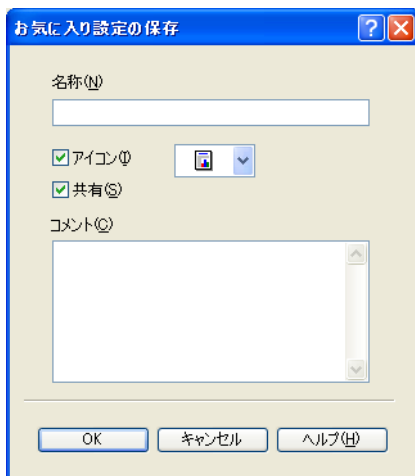 お気に入り設定の保存
名称(N)
アイコン(I)
共有(S)
コメント(C)
OK キャンセル ヘルプ(H)